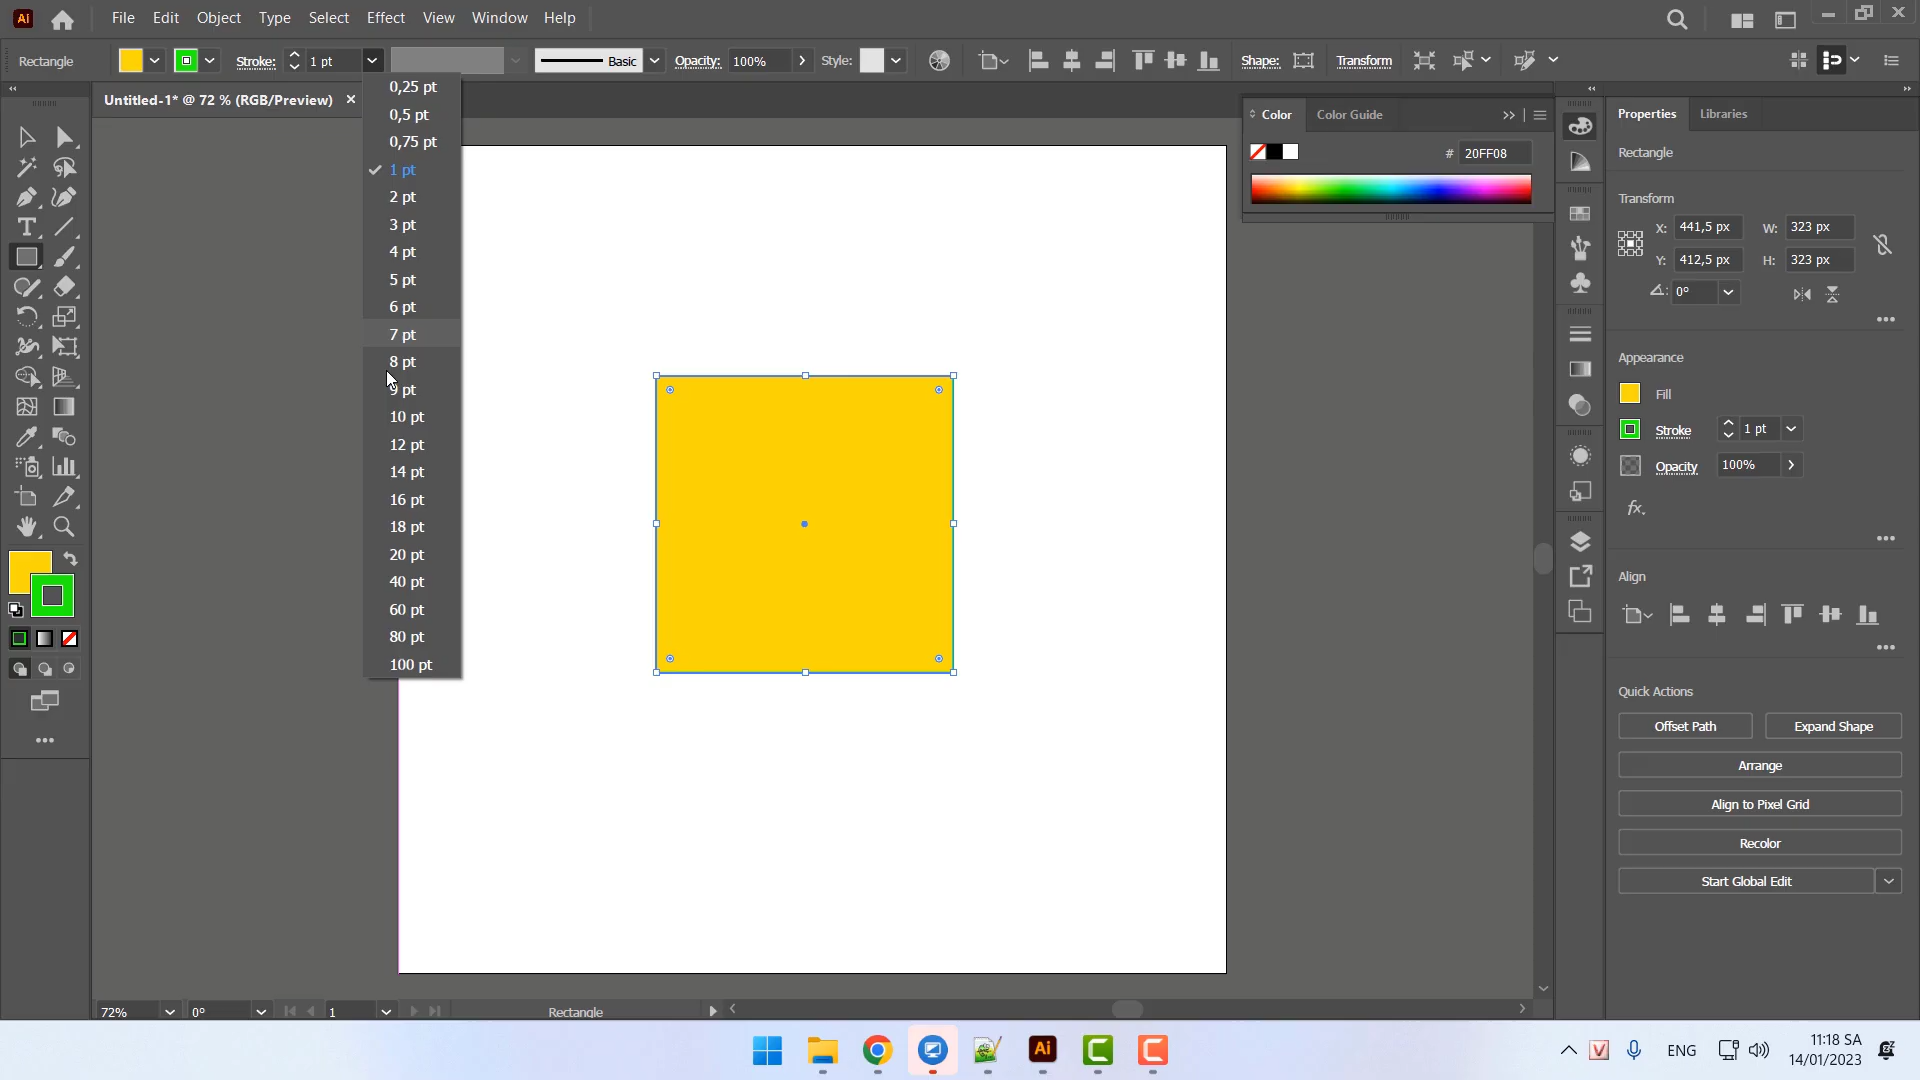 Ai File Edit Object Type Select Effect View Window Help
Rectangle Stroke: 1 pt Basic Opacity: 100% Style: Shape: Transform
Untitled-1* @ 72 % (RGB/Preview)
0,25 pt
0,5 pt
0,75 pt
1 pt
2 pt
3 pt
4 pt
5 pt
6 pt
7 pt
8 pt
9 pt
10 pt
12 pt
14 pt
16 pt
18 pt
20 pt
40 pt
60 pt
80 pt
100 pt
Color Color Guide
# 20FF08
Properties Libraries
Rectangle
Transform
X: 441,5 px W: 323 px
Y: 412,5 px H: 323 px
0°
Appearance
Fill
Stroke 1 pt
Opacity 100%
fx.
Align
Quick Actions
Offset Path Expand Shape
Arrange
Align to Pixel Grid
Recolor
Start Global Edit
72% 0° 1 Rectangle
Ai V ENG 11:18 SA
14/01/2023